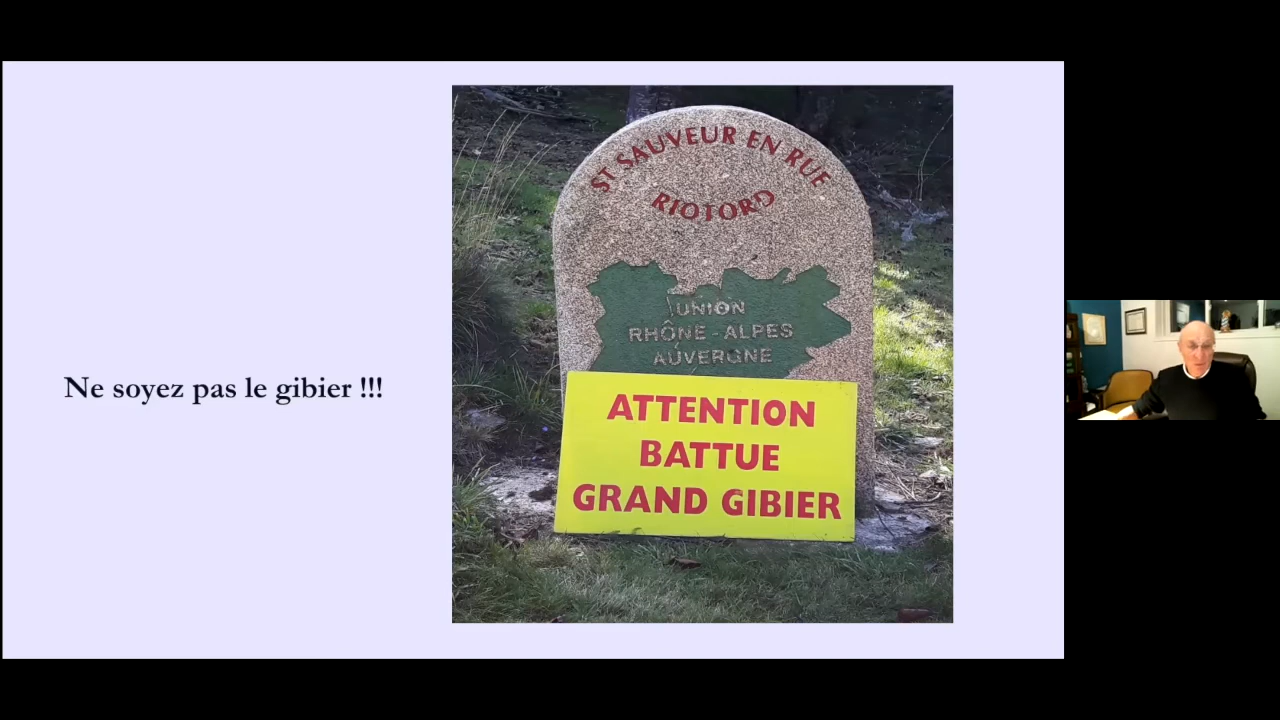 Ne soyez pas le gibier !!!
ST SAUVEUR EN RUE
RIOTORD
UNION
RHÔNE-ALPES
AUVERGNE
ATTENTION
BATTUE
GRAND GIBIER